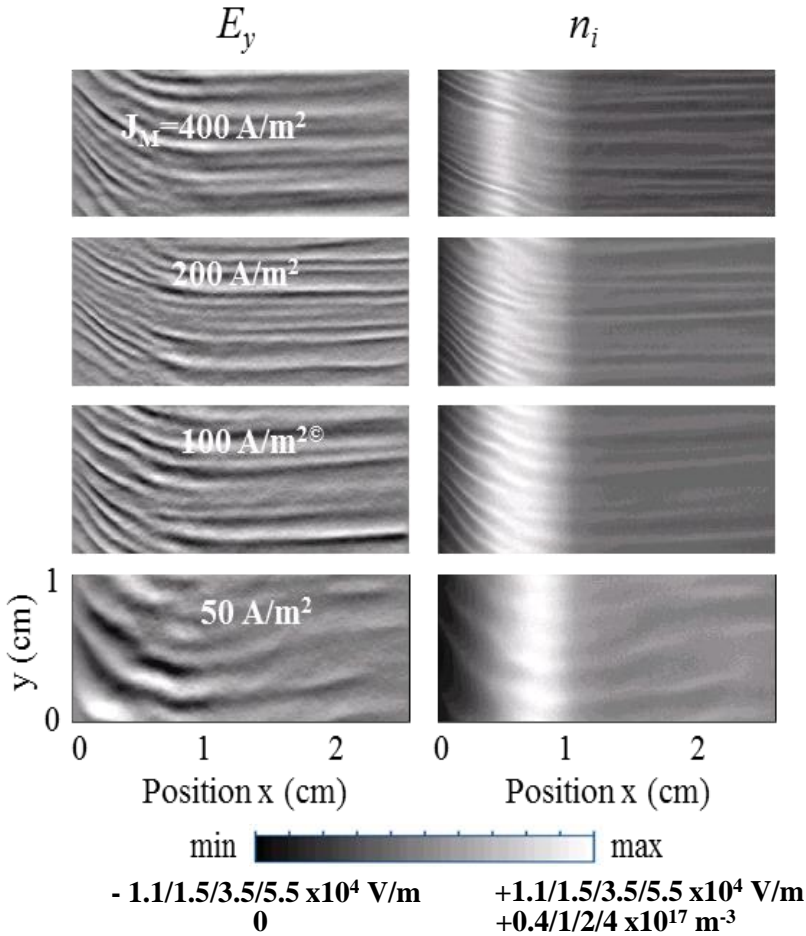 E_y n_i
J_M=400 A/m²
200 A/m²
100 A/m²©
1
50 A/m²
y (cm)
0
0 1 2 0 1 2
Position x (cm) Position x (cm)
min max
- 1.1/1.5/3.5/5.5 x10⁴ V/m +1.1/1.5/3.5/5.5 x10⁴ V/m
0 +0.4/1/2/4 x10¹⁷ m⁻³